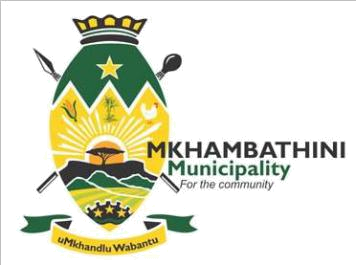 MKHAMBATHINI
Municipality
For the community
uMkhandlu Wabantu